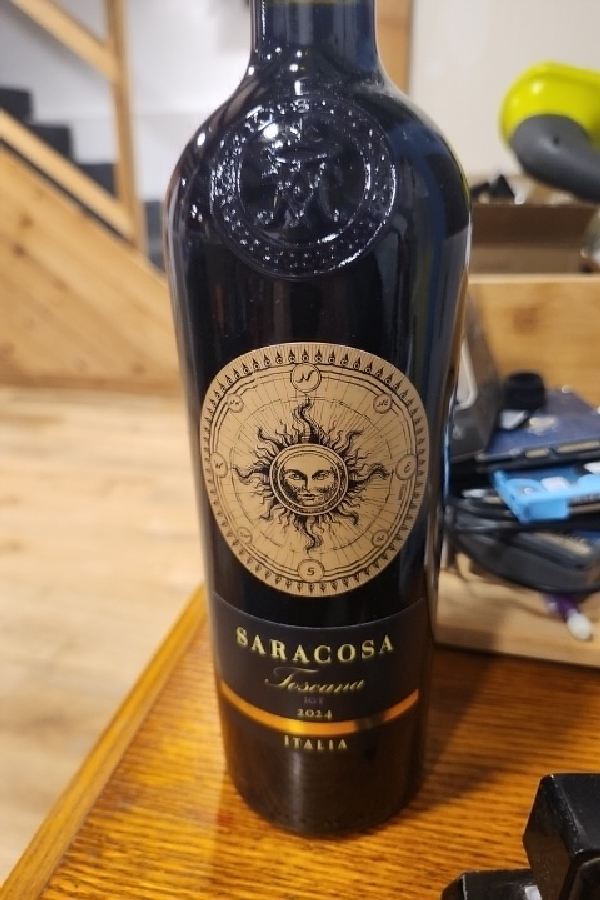 N
S
SARACOSA
Toscana
IGT
2024
ITALIA